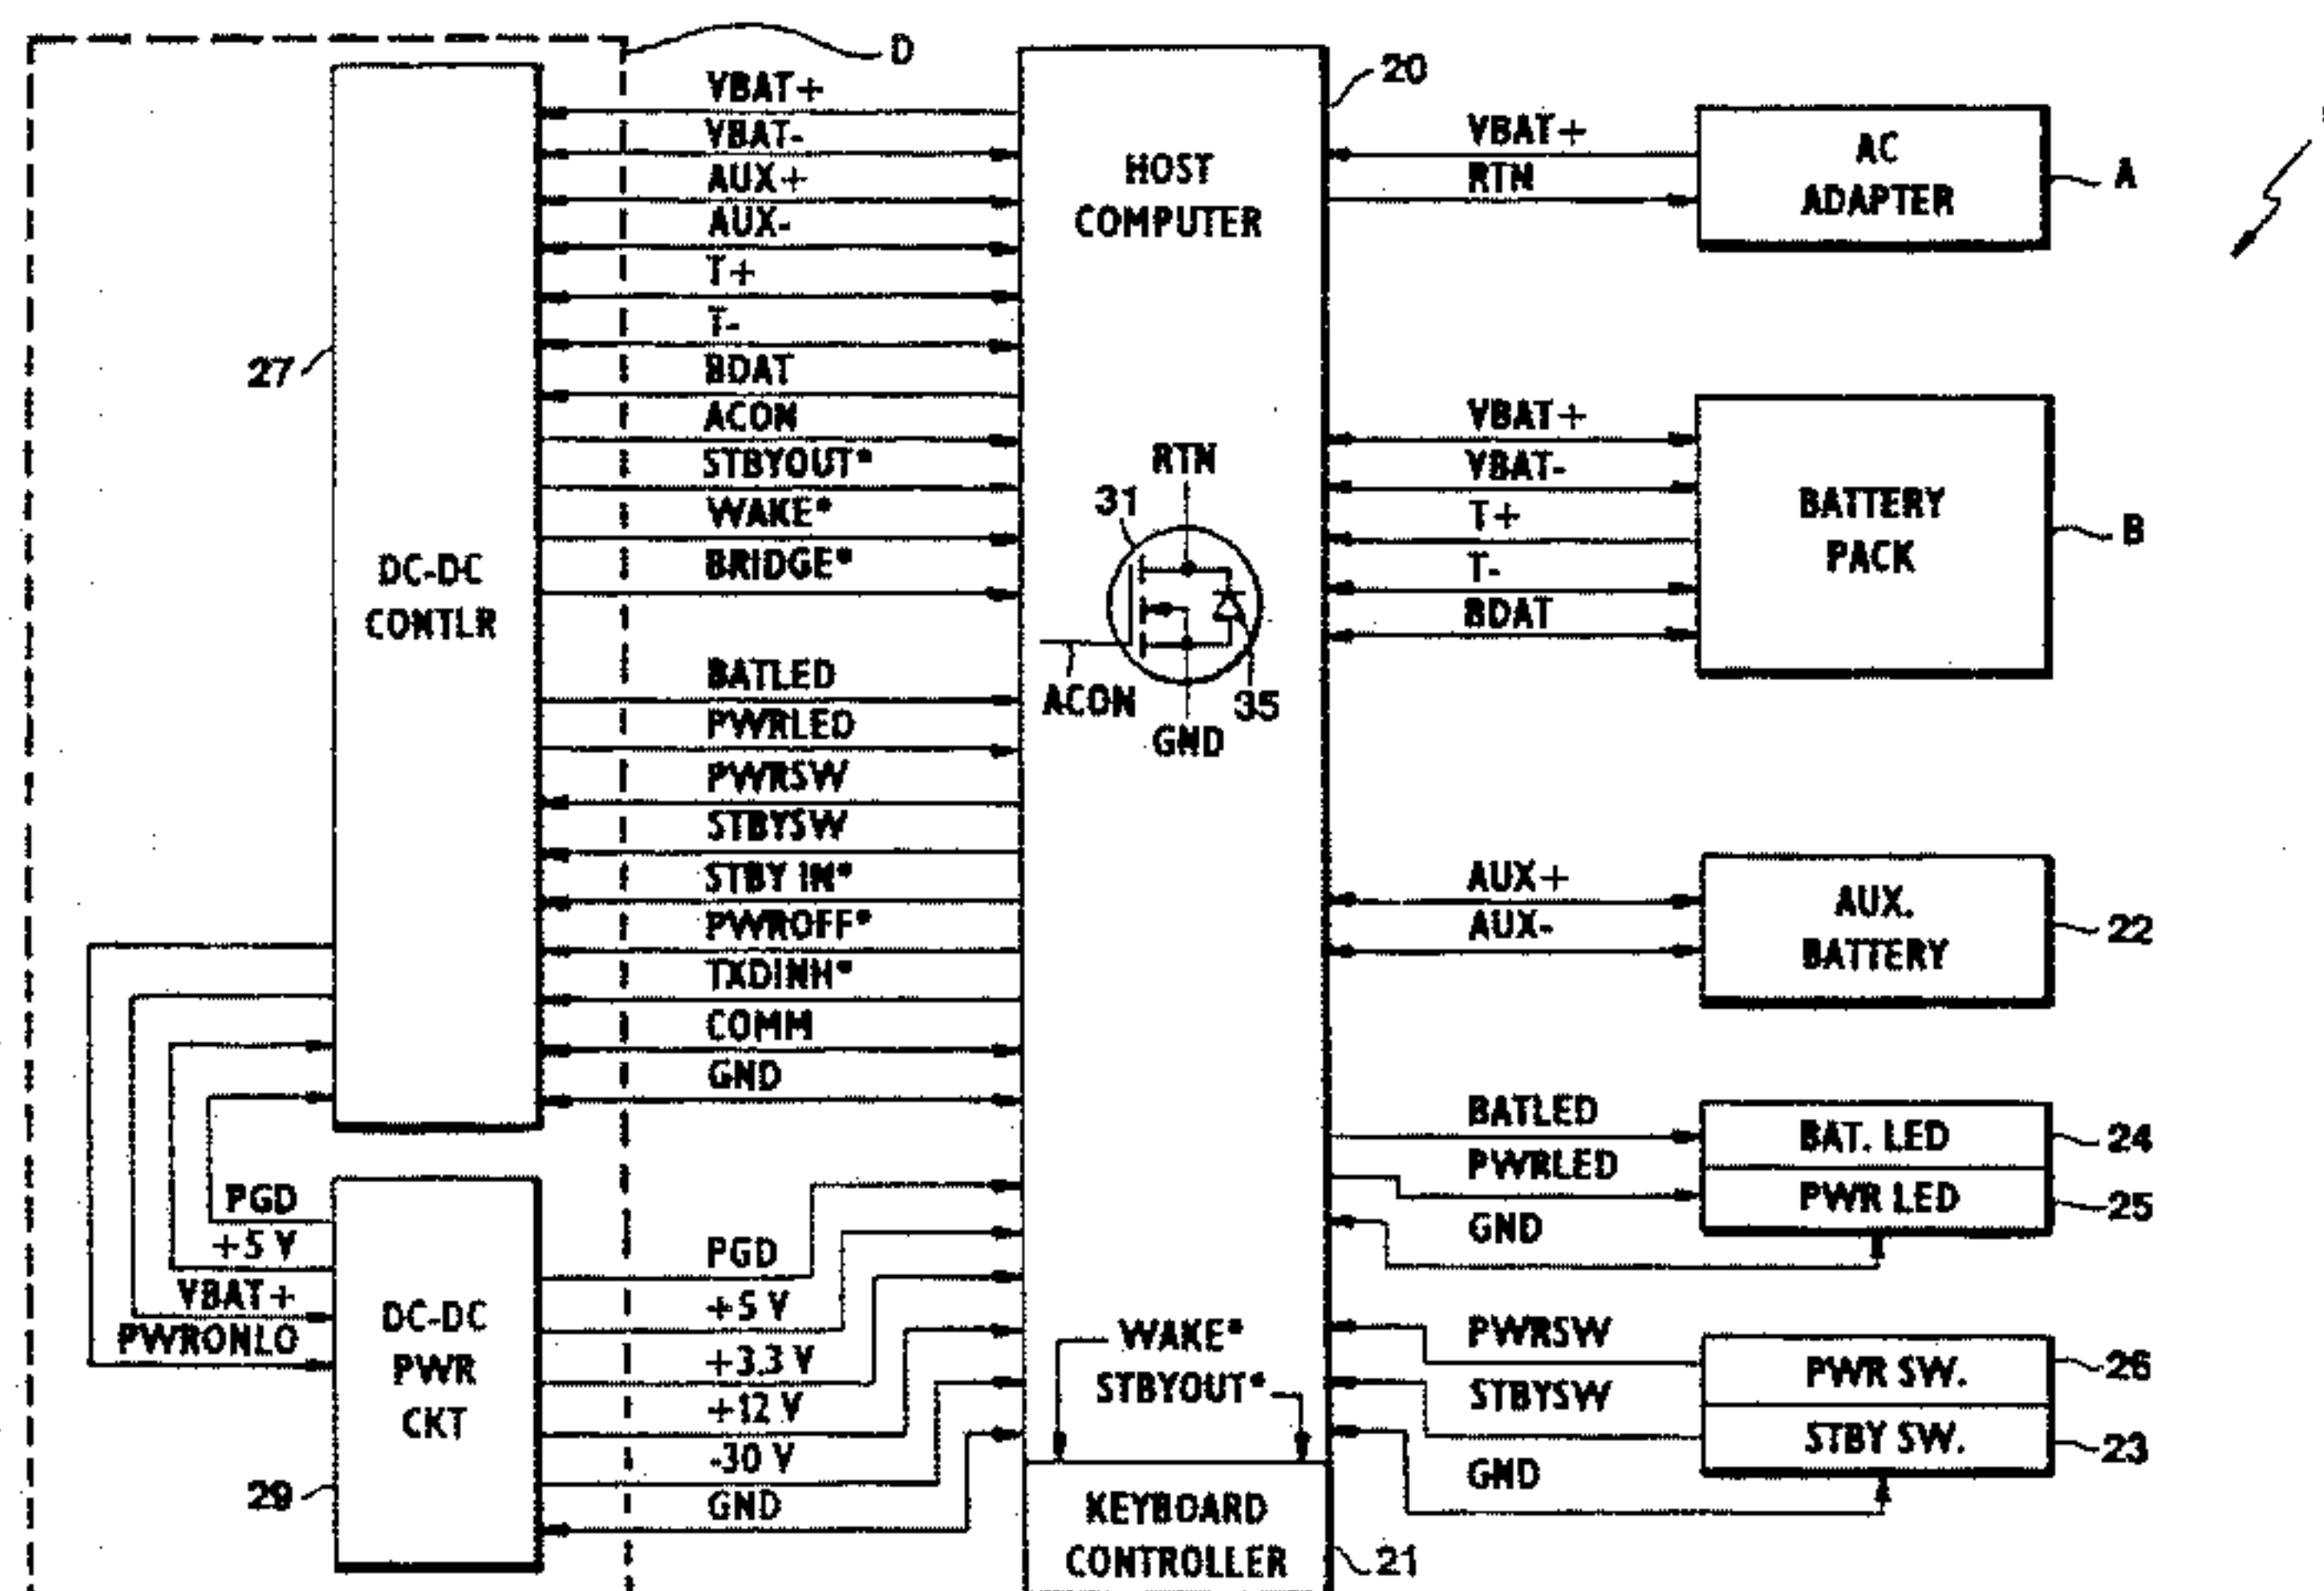 D
VBAT+
VBAT-
AUX+
AUX-
T+
T-
BDAT
ACON
STBYOUT*
WAKE*
BRIDGE*
BATLED
PWRLED
PWRSW
STBYSW
STBY IN*
PWROFF*
TXDINH*
COMM
GND
27
DC-DC
CONTLR
PGD
+5 V
VBAT+
PWRONLO
29
DC-DC
PWR
CKT
PGD
+5 V
+3.3 V
+12 V
-30 V
GND
20
HOST
COMPUTER
RTN
31
ACON
35
GND
WAKE*
STBYOUT*
KEYBOARD
CONTROLLER
21
VBAT+
RTN
AC
ADAPTER
A
VBAT+
VBAT-
T+
T-
BDAT
BATTERY
PACK
B
AUX+
AUX-
AUX.
BATTERY
22
BATLED
PWRLED
GND
BAT. LED
24
PWR LED
25
PWRSW
STBYSW
GND
PWR SW.
26
STBY SW.
23